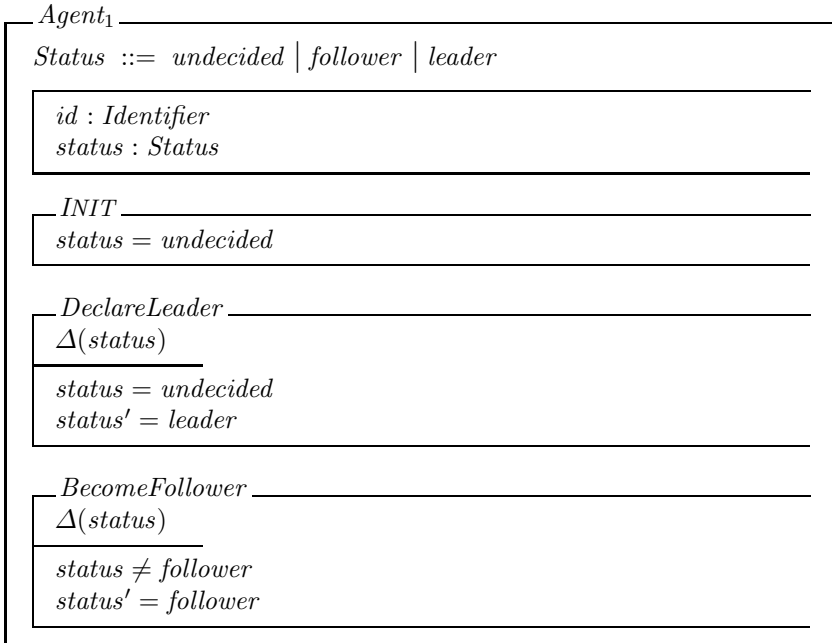 Agent₁
Status ::= undecided | follower | leader
id : Identifier
status : Status
INIT
status = undecided
DeclareLeader
Δ(status)
status = undecided
status′ = leader
BecomeFollower
Δ(status)
status ≠ follower
status′ = follower